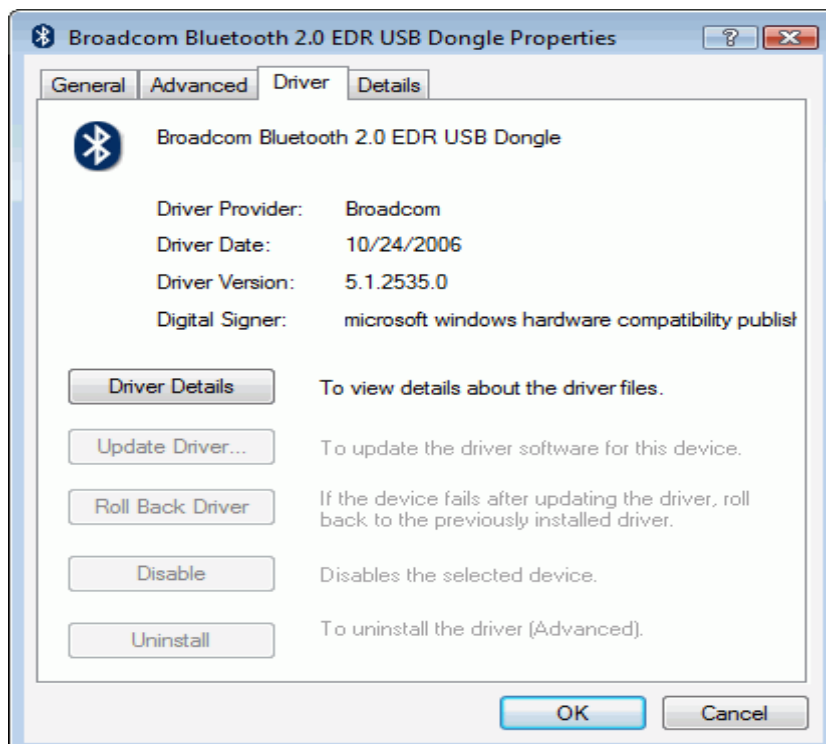 Broadcom Bluetooth 2.0 EDR USB Dongle Properties
General Advanced Driver Details
Broadcom Bluetooth 2.0 EDR USB Dongle
Driver Provider: Broadcom
Driver Date: 10/24/2006
Driver Version: 5.1.2535.0
Digital Signer: microsoft windows hardware compatibility publish
Driver Details To view details about the driver files.
Update Driver... To update the driver software for this device.
Roll Back Driver If the device fails after updating the driver, roll
back to the previously installed driver.
Disable Disables the selected device.
Uninstall To uninstall the driver (Advanced).
OK Cancel